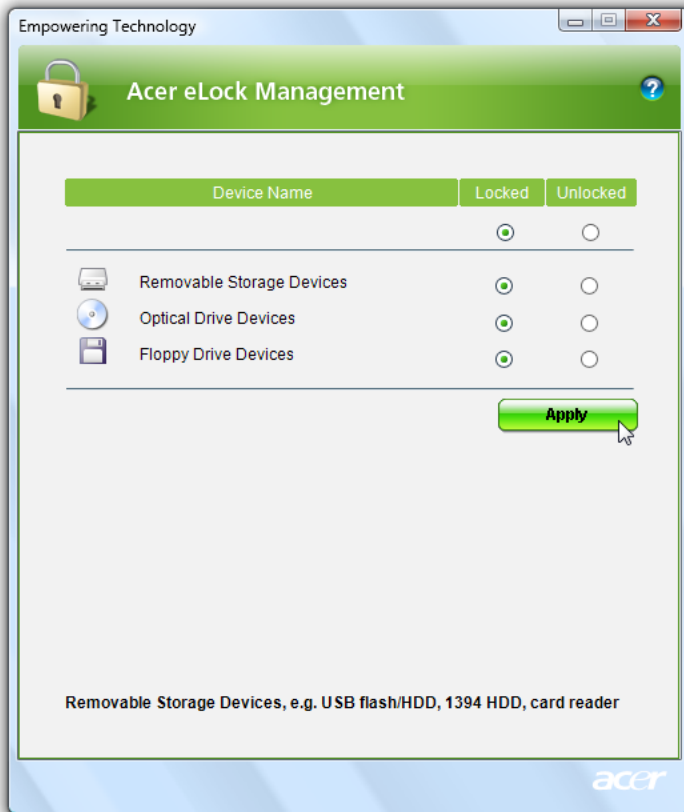 Empowering Technology
Acer eLock Management
?
Device Name Locked Unlocked
Removable Storage Devices
Optical Drive Devices
Floppy Drive Devices
Apply
Removable Storage Devices, e.g. USB flash/HDD, 1394 HDD, card reader
acer